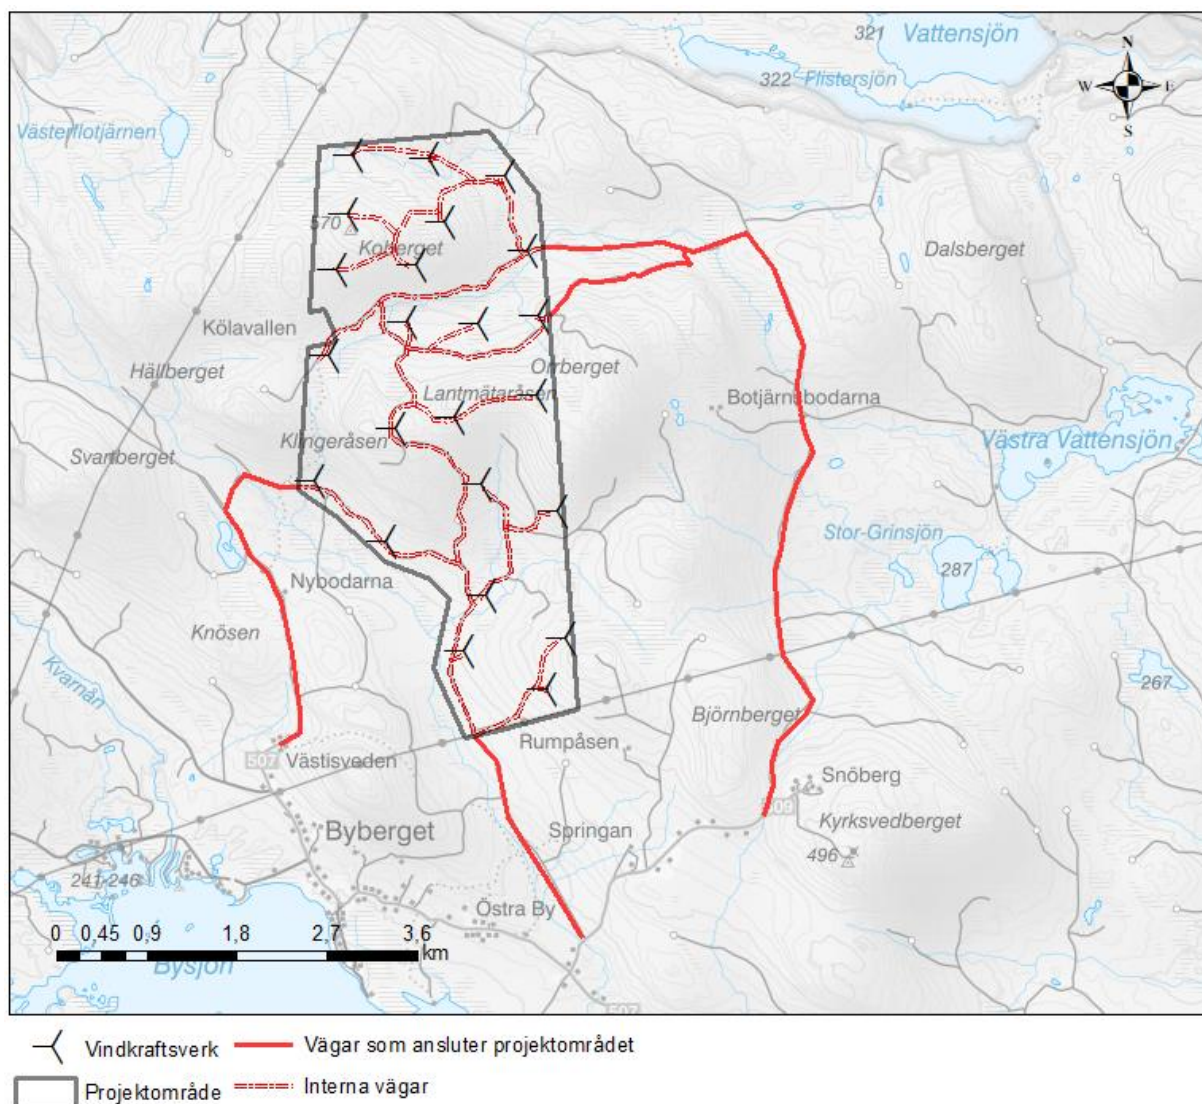 321
Vattensjön
N
322
Flistersjön
W
E
S
Västerflotjärnen
570
Koberget
Dalsberget
Kölavallen
Hällberget
Orrberget
Lantmätaråsen
Botjärnsbodarna
Klingeråsen
Svartberget
Västra Vattensjön
Stor-Grinsjön
287
Nybodarna
Knösen
Kvarnån
267
Björnberget
Rumpåsen
507
Västisveden
Snöberg
509
Byberget
Springan
Kyrksvedberget
496
241-246
Östra By
0 0,45 0,9 1,8 2,7 3,6
km
Bysjön
507
Vindkraftsverk
Vägar som ansluter projektområdet
Projektområde
Interna vägar